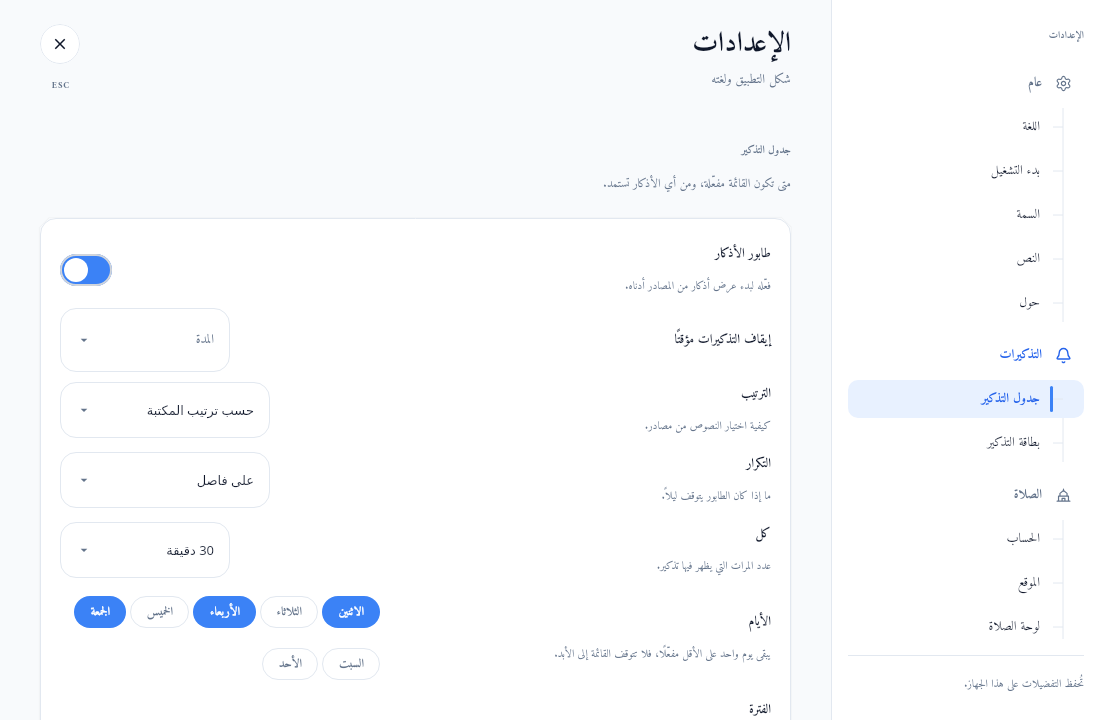 الإعدادات
عام
اللغة
بدء التشغيل
السمة
النص
حول
التذكيرات
جدول التذكير
بطاقة التذكير
الصلاة
الحساب
الموقع
لوحة الصلاة
تُحفظ التفضيلات على هذا الجهاز.
الإعدادات
شكل التطبيق ولغته
ESC
جدول التذكير
متى تكون القائمة مفعّلة، ومن أي الأذكار تستمد.
طابور الأذكار
فعّله لبدء عرض أذكار من المصادر أدناه.
إيقاف التذكيرات مؤقتًا
المدة
الترتيب
كيفية اختيار النصوص من مصادر.
حسب ترتيب المكتبة
التكرار
ما إذا كان الطابور يتوقف ليلاً.
على فاصل
كل
عدد المرات التي يظهر فيها تذكير.
30 دقيقة
الأيام
يبقى يوم واحد على الأقل مفعّلًا، فلا تتوقف القائمة إلى الأبد.
الاثنين الثلاثاء الأربعاء الخميس الجمعة
السبت الأحد
الفترة